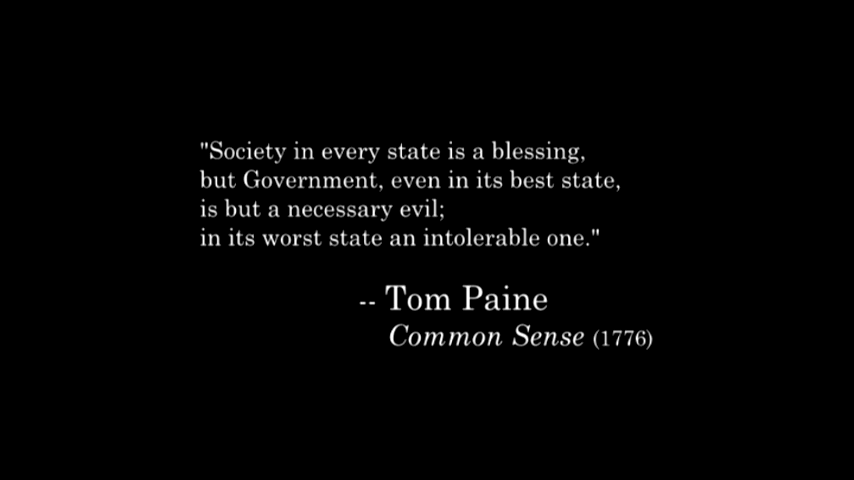 "Society in every state is a blessing,
but Government, even in its best state,
is but a necessary evil;
in its worst state an intolerable one."
-- Tom Paine
Common Sense (1776)